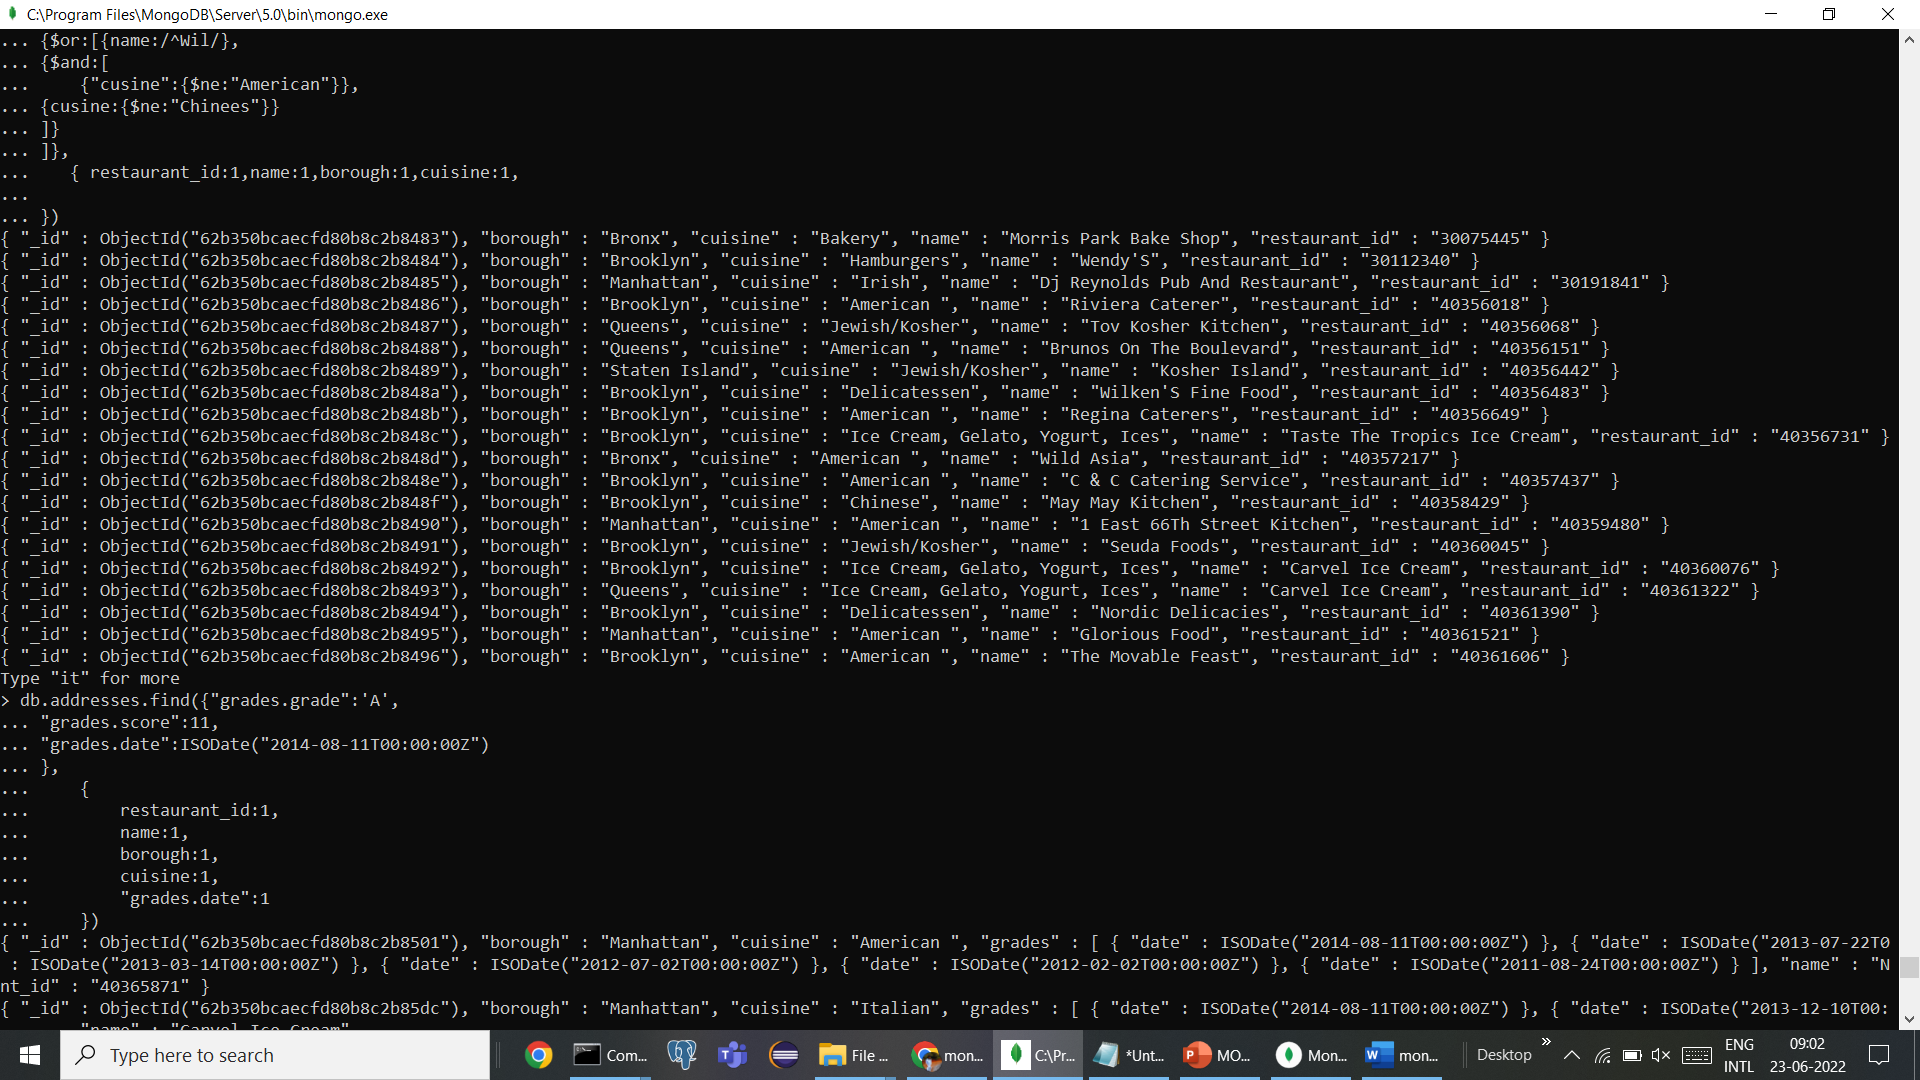 C:\Program Files\MongoDB\Server\5.0\bin\mongo.exe
... {$or:[{name:/^Wil/},
... {$and:[
...     {"cusine":{$ne:"American"}},
... {cusine:{$ne:"Chinees"}}
... ]}
... ]},
...    { restaurant_id:1,name:1,borough:1,cuisine:1,
...
... })
{ "_id" : ObjectId("62b350bcaecfd80b8c2b8483"), "borough" : "Bronx", "cuisine" : "Bakery", "name" : "Morris Park Bake Shop", "restaurant_id" : "30075445" }
{ "_id" : ObjectId("62b350bcaecfd80b8c2b8484"), "borough" : "Brooklyn", "cuisine" : "Hamburgers", "name" : "Wendy'S", "restaurant_id" : "30112340" }
{ "_id" : ObjectId("62b350bcaecfd80b8c2b8485"), "borough" : "Manhattan", "cuisine" : "Irish", "name" : "Dj Reynolds Pub And Restaurant", "restaurant_id" : "30191841" }
{ "_id" : ObjectId("62b350bcaecfd80b8c2b8486"), "borough" : "Brooklyn", "cuisine" : "American ", "name" : "Riviera Caterer", "restaurant_id" : "40356018" }
{ "_id" : ObjectId("62b350bcaecfd80b8c2b8487"), "borough" : "Queens", "cuisine" : "Jewish/Kosher", "name" : "Tov Kosher Kitchen", "restaurant_id" : "40356068" }
{ "_id" : ObjectId("62b350bcaecfd80b8c2b8488"), "borough" : "Queens", "cuisine" : "American ", "name" : "Brunos On The Boulevard", "restaurant_id" : "40356151" }
{ "_id" : ObjectId("62b350bcaecfd80b8c2b8489"), "borough" : "Staten Island", "cuisine" : "Jewish/Kosher", "name" : "Kosher Island", "restaurant_id" : "40356442" }
{ "_id" : ObjectId("62b350bcaecfd80b8c2b848a"), "borough" : "Brooklyn", "cuisine" : "Delicatessen", "name" : "Wilken'S Fine Food", "restaurant_id" : "40356483" }
{ "_id" : ObjectId("62b350bcaecfd80b8c2b848b"), "borough" : "Brooklyn", "cuisine" : "American ", "name" : "Regina Caterers", "restaurant_id" : "40356649" }
{ "_id" : ObjectId("62b350bcaecfd80b8c2b848c"), "borough" : "Brooklyn", "cuisine" : "Ice Cream, Gelato, Yogurt, Ices", "name" : "Taste The Tropics Ice Cream", "restaurant_id" : "40356731" }
{ "_id" : ObjectId("62b350bcaecfd80b8c2b848d"), "borough" : "Bronx", "cuisine" : "American ", "name" : "Wild Asia", "restaurant_id" : "40357217" }
{ "_id" : ObjectId("62b350bcaecfd80b8c2b848e"), "borough" : "Brooklyn", "cuisine" : "American ", "name" : "C & C Catering Service", "restaurant_id" : "40357437" }
{ "_id" : ObjectId("62b350bcaecfd80b8c2b848f"), "borough" : "Brooklyn", "cuisine" : "Chinese", "name" : "May May Kitchen", "restaurant_id" : "40358429" }
{ "_id" : ObjectId("62b350bcaecfd80b8c2b8490"), "borough" : "Manhattan", "cuisine" : "American ", "name" : "1 East 66Th Street Kitchen", "restaurant_id" : "40359480" }
{ "_id" : ObjectId("62b350bcaecfd80b8c2b8491"), "borough" : "Brooklyn", "cuisine" : "Jewish/Kosher", "name" : "Seuda Foods", "restaurant_id" : "40360045" }
{ "_id" : ObjectId("62b350bcaecfd80b8c2b8492"), "borough" : "Brooklyn", "cuisine" : "Ice Cream, Gelato, Yogurt, Ices", "name" : "Carvel Ice Cream", "restaurant_id" : "40360076" }
{ "_id" : ObjectId("62b350bcaecfd80b8c2b8493"), "borough" : "Queens", "cuisine" : "Ice Cream, Gelato, Yogurt, Ices", "name" : "Carvel Ice Cream", "restaurant_id" : "40361322" }
{ "_id" : ObjectId("62b350bcaecfd80b8c2b8494"), "borough" : "Brooklyn", "cuisine" : "Delicatessen", "name" : "Nordic Delicacies", "restaurant_id" : "40361390" }
{ "_id" : ObjectId("62b350bcaecfd80b8c2b8495"), "borough" : "Manhattan", "cuisine" : "American ", "name" : "Glorious Food", "restaurant_id" : "40361521" }
{ "_id" : ObjectId("62b350bcaecfd80b8c2b8496"), "borough" : "Brooklyn", "cuisine" : "American ", "name" : "The Movable Feast", "restaurant_id" : "40361606" }
Type "it" for more
> db.addresses.find({"grades.grade":'A',
... "grades.score":11,
... "grades.date":ISODate("2014-08-11T00:00:00Z")
... },
...     {
...         restaurant_id:1,
...         name:1,
...         borough:1,
...         cuisine:1,
...         "grades.date":1
...     })
{ "_id" : ObjectId("62b350bcaecfd80b8c2b8501"), "borough" : "Manhattan", "cuisine" : "American ", "grades" : [ { "date" : ISODate("2014-08-11T00:00:00Z") }, { "date" : ISODate("2013-07-22T0
 : ISODate("2013-03-14T00:00:00Z") }, { "date" : ISODate("2012-07-02T00:00:00Z") }, { "date" : ISODate("2012-02-02T00:00:00Z") }, { "date" : ISODate("2011-08-24T00:00:00Z") } ], "name" : "N
nt_id" : "40365871" }
{ "_id" : ObjectId("62b350bcaecfd80b8c2b85dc"), "borough" : "Manhattan", "cuisine" : "Italian", "grades" : [ { "date" : ISODate("2014-08-11T00:00:00Z") }, { "date" : ISODate("2013-12-10T00:
"name" : "Carvel Ice Cream"
Type here to search
Com...
File ...
mon...
C:\Pr...
*Unt...
MO...
Mon...
mon...
Desktop
ENG
INTL
09:02
23-06-2022